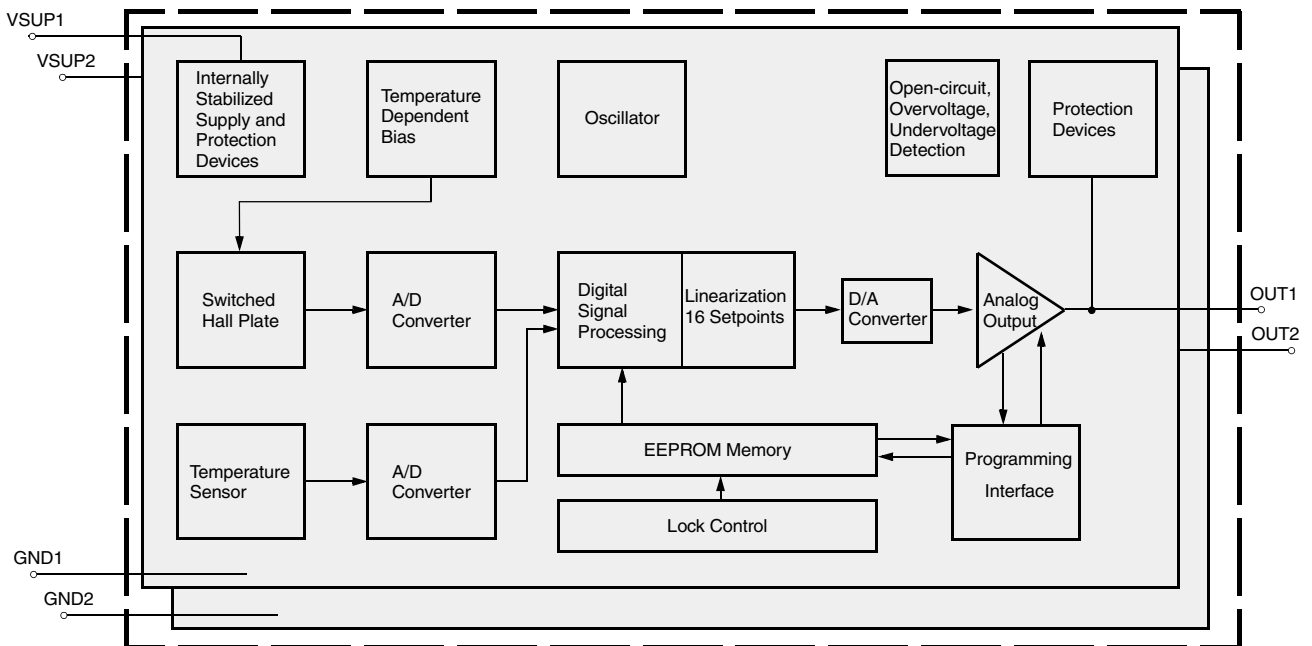 VSUP1
VSUP2
Internally
Stabilized
Supply and
Protection
Devices
Temperature
Dependent
Bias
Oscillator
Open-circuit,
Overvoltage,
Undervoltage
Detection
Protection
Devices
Switched
Hall Plate
A/D
Converter
Digital
Signal
Processing
Linearization
16 Setpoints
D/A
Converter
Analog
Output
OUT1
OUT2
Temperature
Sensor
A/D
Converter
EEPROM Memory
Lock Control
Programming
Interface
GND1
GND2